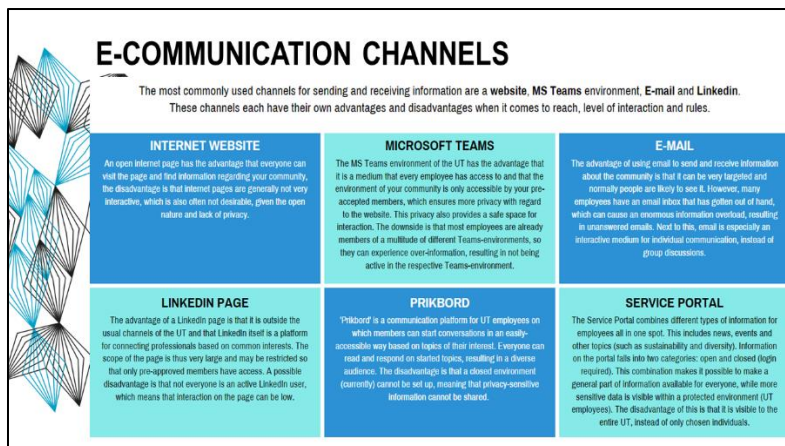 E-COMMUNICATION CHANNELS
The most commonly used channels for sending and receiving information are a website, MS Teams environment, E-mail and Linkedin.
These channels each have their own advantages and disadvantages when it comes to reach, level of interaction and rules.
INTERNET WEBSITE
An open internet page has the advantage that everyone can
visit the page and find information regarding your community,
the disadvantage is that internet pages are generally not very
interactive, which is also often not desirable, given the open
nature and lack of privacy.
MICROSOFT TEAMS
The MS Teams environment of the UT has the advantage that
it is a medium that every employee has access to and that the
environment of your community is only accessible by your pre-
accepted members, which ensures more privacy with regard
to the website. This privacy also provides a safe space for
interaction. The downside is that most employees are already
members of a multitude of different Teams-environments, so
they can experience over-information, resulting in not being
active in the respective Teams-environment.
E-MAIL
The advantage of using email to send and receive information
about the community is that it can be very targeted and
normally people are likely to see it. However, many
employees have an email inbox that has gotten out of hand,
which can cause an enormous information overload, resulting
in unanswered emails. Next to this, email is especially an
interactive medium for individual communication, instead of
group discussions.
LINKEDIN PAGE
The advantage of a LinkedIn page is that it is outside the
usual channels of the UT and that LinkedIn itself is a platform
for connecting professionals based on common interests. The
scope of the page is thus very large and may be restricted so
that only pre-approved members have access. A possible
disadvantage is that not everyone is an active LinkedIn user,
which means that interaction on the page can be low.
PRIKBORD
'Prikbord' is a communication platform for UT employees on
which members can start conversations in an easily-
accessible way based on topics of their interest. Everyone can
read and respond on started topics, resulting in a diverse
audience. The disadvantage is that a closed environment
(currently) cannot be set up, meaning that privacy-sensitive
information cannot be shared.
SERVICE PORTAL
The Service Portal combines different types of information for
employees all in one spot. This includes news, events and
other topics (such as sustainability and diversity). Information
on the portal falls into two categories: open and closed (login
required). This combination makes it possible to make a
general part of information available for everyone, while more
sensitive data is visible within a protected environment (UT
employees). The disadvantage of this is that it is visible to the
entire UT, instead of only chosen individuals.